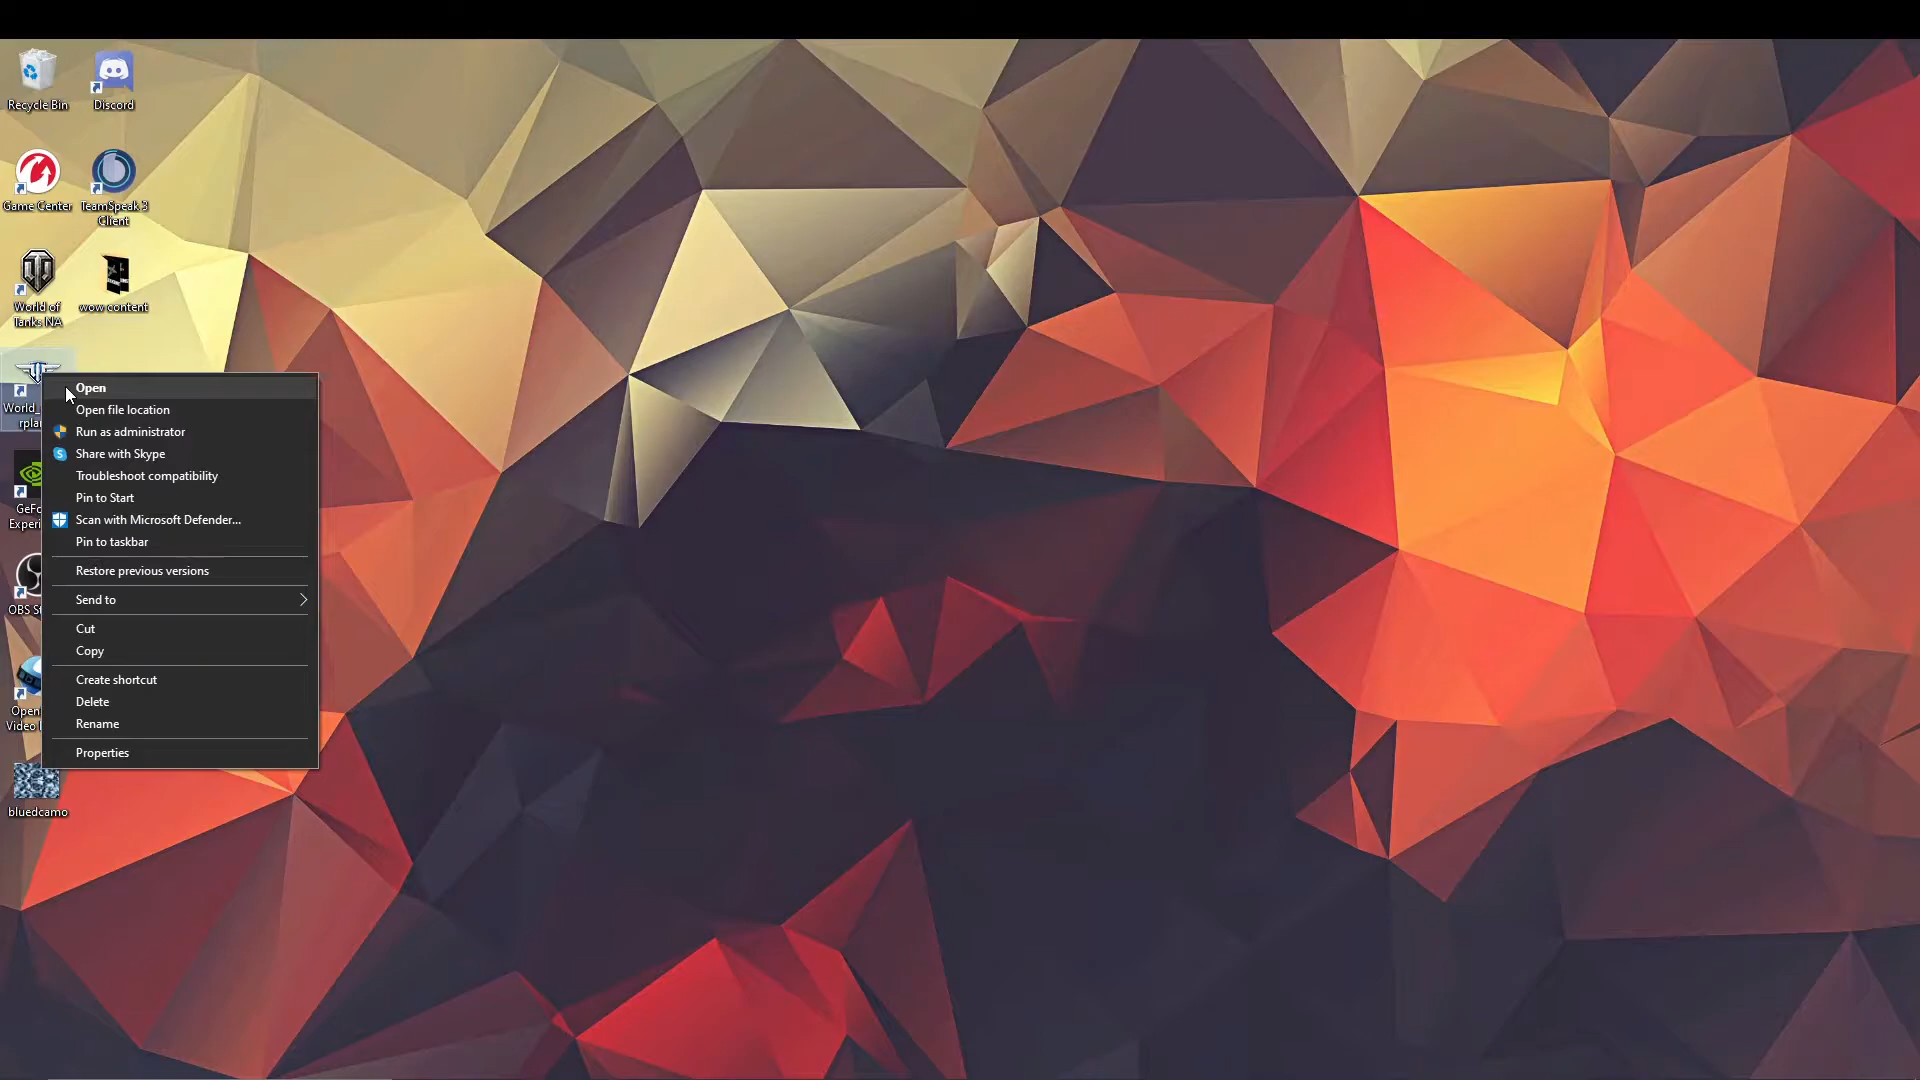 Recycle Bin
Discord
Game Center
TeamSpeak 3
Client
World of
Tanks NA
wow content
Open
Open file location
Run as administrator
Share with Skype
Troubleshoot compatibility
Pin to Start
Scan with Microsoft Defender...
Pin to taskbar
Restore previous versions
Send to
Cut
Copy
Create shortcut
Delete
Rename
Properties
World_
rplan
GeFo
Experi
OBS St
Open
Video
bluedcamo